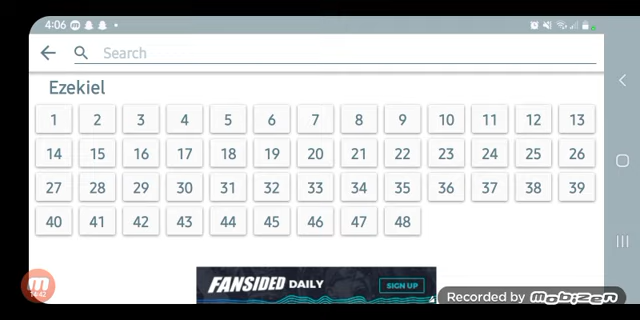 4:06
Search
Ezekiel
1 2 3 4 5 6 7 8 9 10 11 12 13
14 15 16 17 18 19 20 21 22 23 24 25 26
27 28 29 30 31 32 33 34 35 36 37 38 39
40 41 42 43 44 45 46 47 48
14:42
FANSIDED DAILY
SIGN UP
Recorded by Mobizen